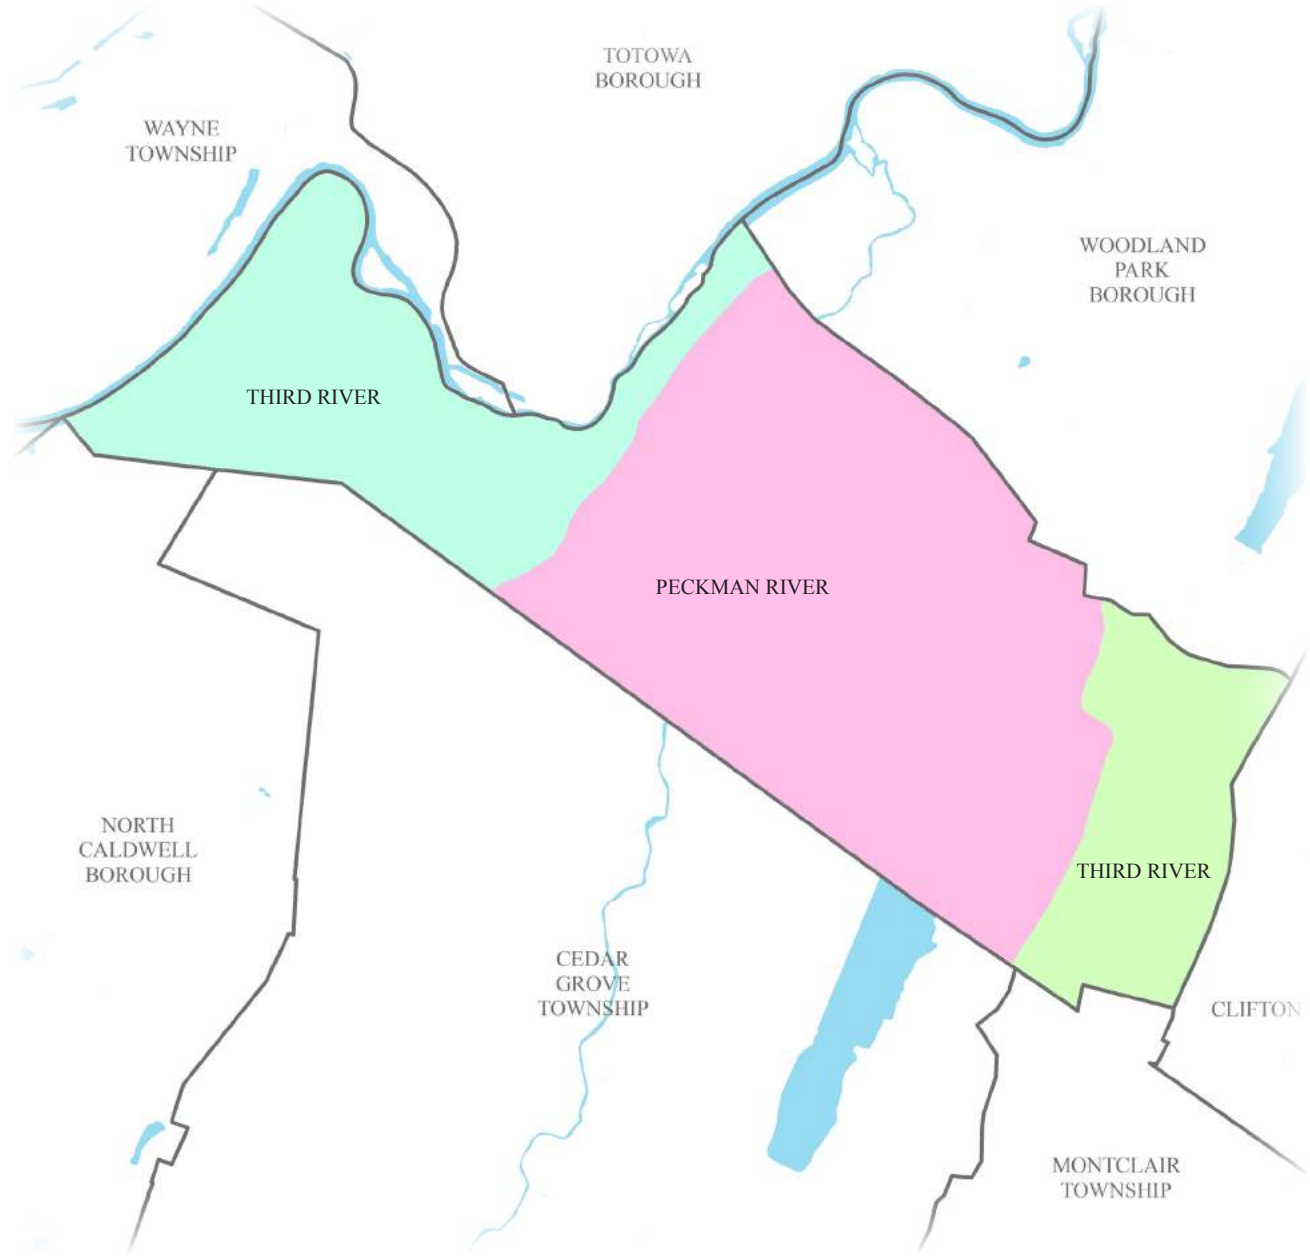 TOTOWA
BOROUGH
WAYNE
TOWNSHIP
WOODLAND
PARK
BOROUGH
THIRD RIVER
PECKMAN RIVER
NORTH
CALDWELL
BOROUGH
THIRD RIVER
CEDAR
GROVE
TOWNSHIP
CLIFTON
MONTCLAIR
TOWNSHIP